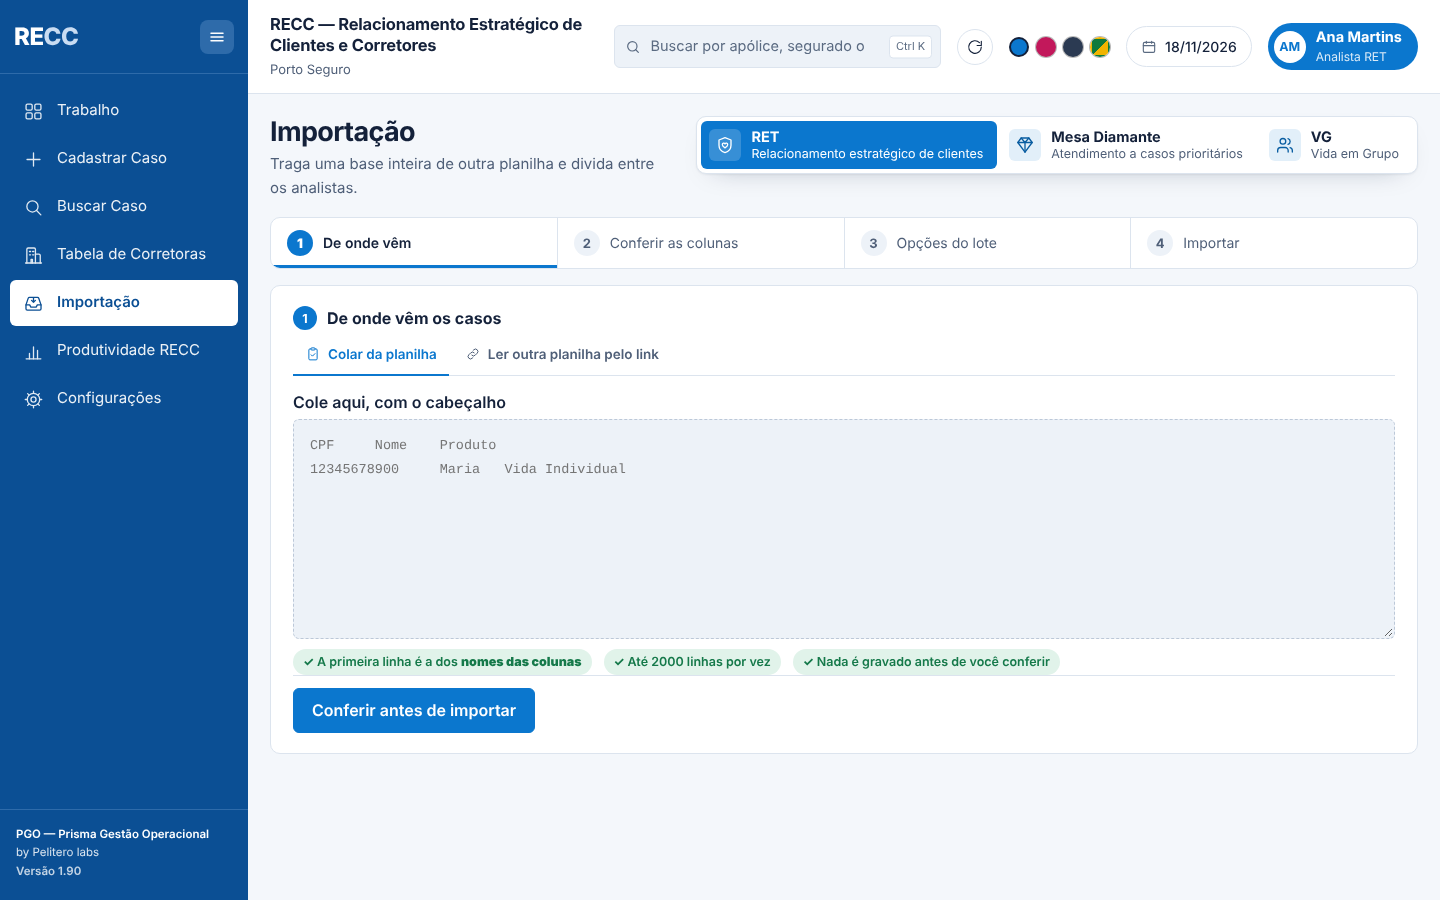 RECC
Trabalho
Cadastrar Caso
Buscar Caso
Tabela de Corretoras
Importação
Produtividade RECC
Configurações
PGO — Prisma Gestão Operacional
by Pelitero labs
Versão 1.90
RECC — Relacionamento Estratégico de
Clientes e Corretores
Porto Seguro
Buscar por apólice, segurado o
Ctrl K
18/11/2026
AM
Ana Martins
Analista RET
Importação
Traga uma base inteira de outra planilha e divida entre
os analistas.
RET
Relacionamento estratégico de clientes
Mesa Diamante
Atendimento a casos prioritários
VG
Vida em Grupo
1 De onde vêm
2 Conferir as colunas
3 Opções do lote
4 Importar
1 De onde vêm os casos
Colar da planilha
Ler outra planilha pelo link
Cole aqui, com o cabeçalho
CPF Nome Produto
12345678900 Maria Vida Individual
✓ A primeira linha é a dos nomes das colunas
✓ Até 2000 linhas por vez
✓ Nada é gravado antes de você conferir
Conferir antes de importar